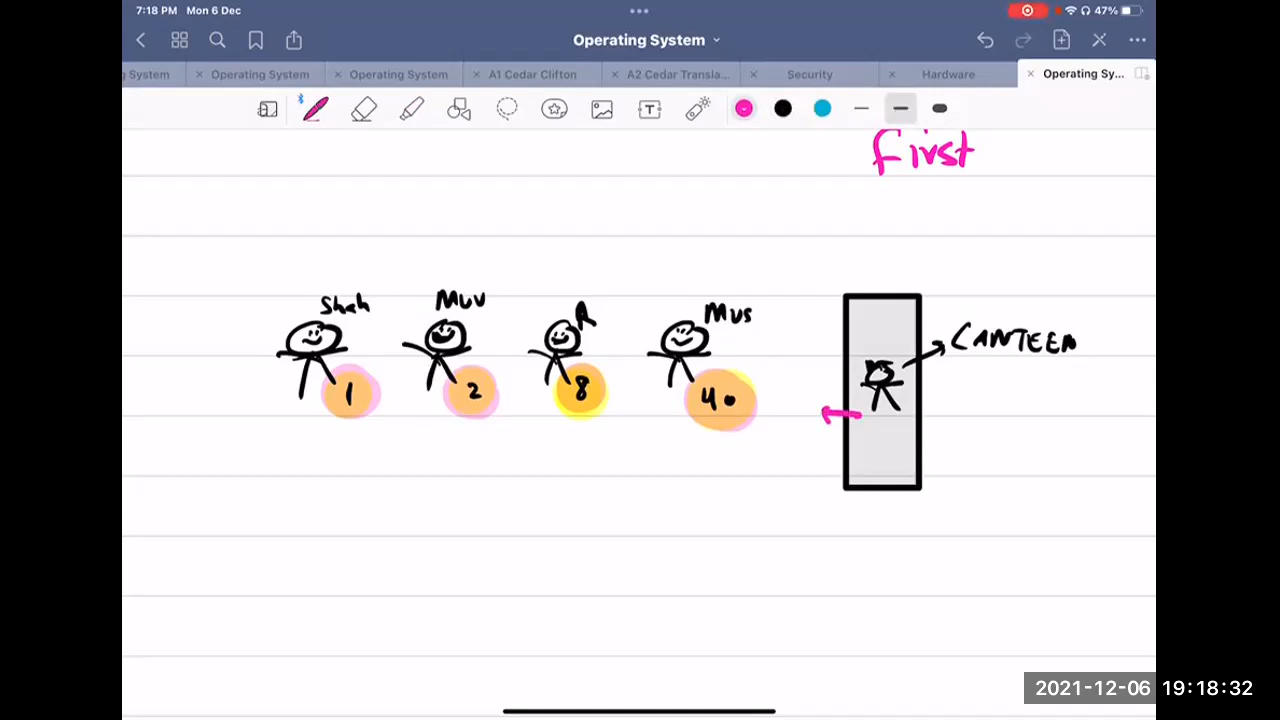 7:18 PM Mon 6 Dec
47%
Operating System
g System
Operating System
Operating System
A1 Cedar Clifton
A2 Cedar Transla...
Security
Hardware
Operating Sy...
T
First
Shah
Muv
A
Mus
CANTEEN
1
2
8
40
2021-12-06 19:18:32